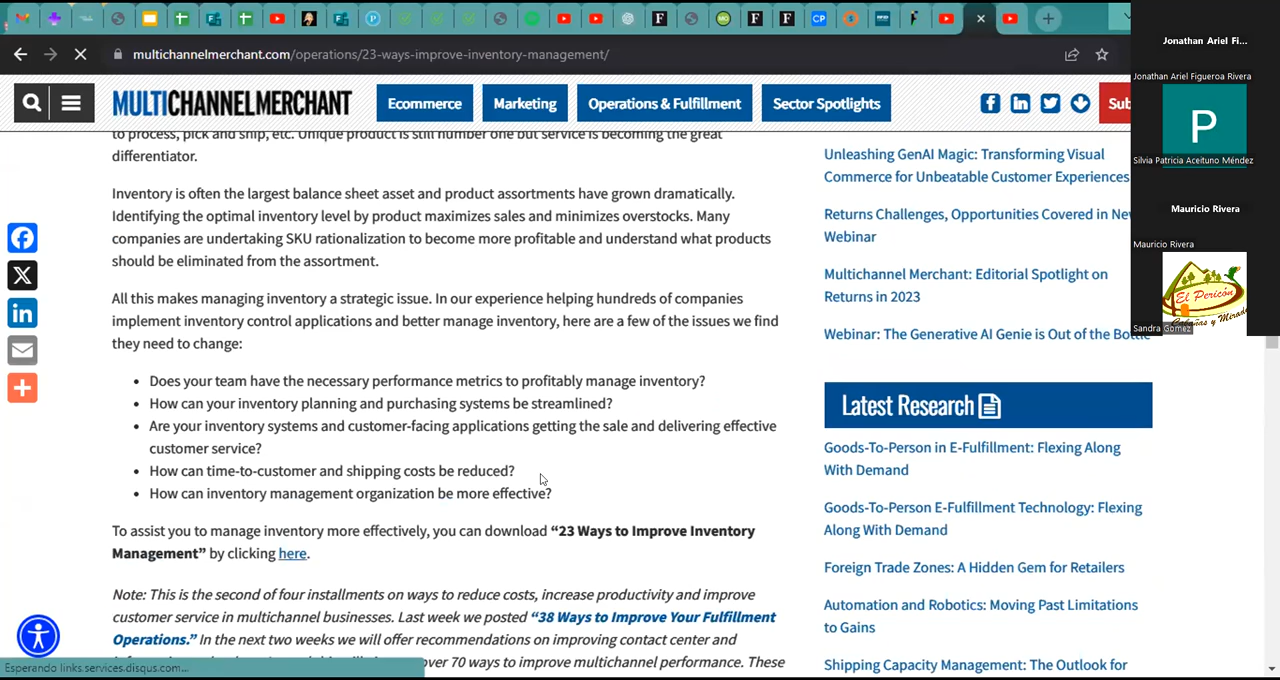 multichannelmerchant.com/operations/23-ways-improve-inventory-management/
MULTICHANNELMERCHANT
Ecommerce
Marketing
Operations & Fulfillment
Sector Spotlights
Sub
to process, pick and ship, etc. Unique product is still number one but service is becoming the great
differentiator.
Inventory is often the largest balance sheet asset and product assortments have grown dramatically.
Identifying the optimal inventory level by product maximizes sales and minimizes overstocks. Many
companies are undertaking SKU rationalization to become more profitable and understand what products
should be eliminated from the assortment.
All this makes managing inventory a strategic issue. In our experience helping hundreds of companies
implement inventory control applications and better manage inventory, here are a few of the issues we find
they need to change:
• Does your team have the necessary performance metrics to profitably manage inventory?
• How can your inventory planning and purchasing systems be streamlined?
• Are your inventory systems and customer-facing applications getting the sale and delivering effective
customer service?
• How can time-to-customer and shipping costs be reduced?
• How can inventory management organization be more effective?
To assist you to manage inventory more effectively, you can download “23 Ways to Improve Inventory
Management” by clicking here.
Note: This is the second of four installments on ways to reduce costs, increase productivity and improve
customer service in multichannel businesses. Last week we posted “38 Ways to Improve Your Fulfillment
Operations.” In the next two weeks we will offer recommendations on improving contact center and
over 70 ways to improve multichannel performance. These
Esperando links.services.disqus.com...
Unleashing GenAI Magic: Transforming Visual
Commerce for Unbeatable Customer Experiences
Returns Challenges, Opportunities Covered in New
Webinar
Multichannel Merchant: Editorial Spotlight on
Returns in 2023
Webinar: The Generative AI Genie is Out of the Bottle
Latest Research
Goods-To-Person in E-Fulfillment: Flexing Along
With Demand
Goods-To-Person E-Fulfillment Technology: Flexing
Along With Demand
Foreign Trade Zones: A Hidden Gem for Retailers
Automation and Robotics: Moving Past Limitations
to Gains
Shipping Capacity Management: The Outlook for
Jonathan Ariel Fi...
Jonathan Ariel Figueroa Rivera
P
Silvia Patricia Aceituno Méndez
Mauricio Rivera
Mauricio Rivera
El Pericón
Cabañas y Mirador
Sandra Gomez